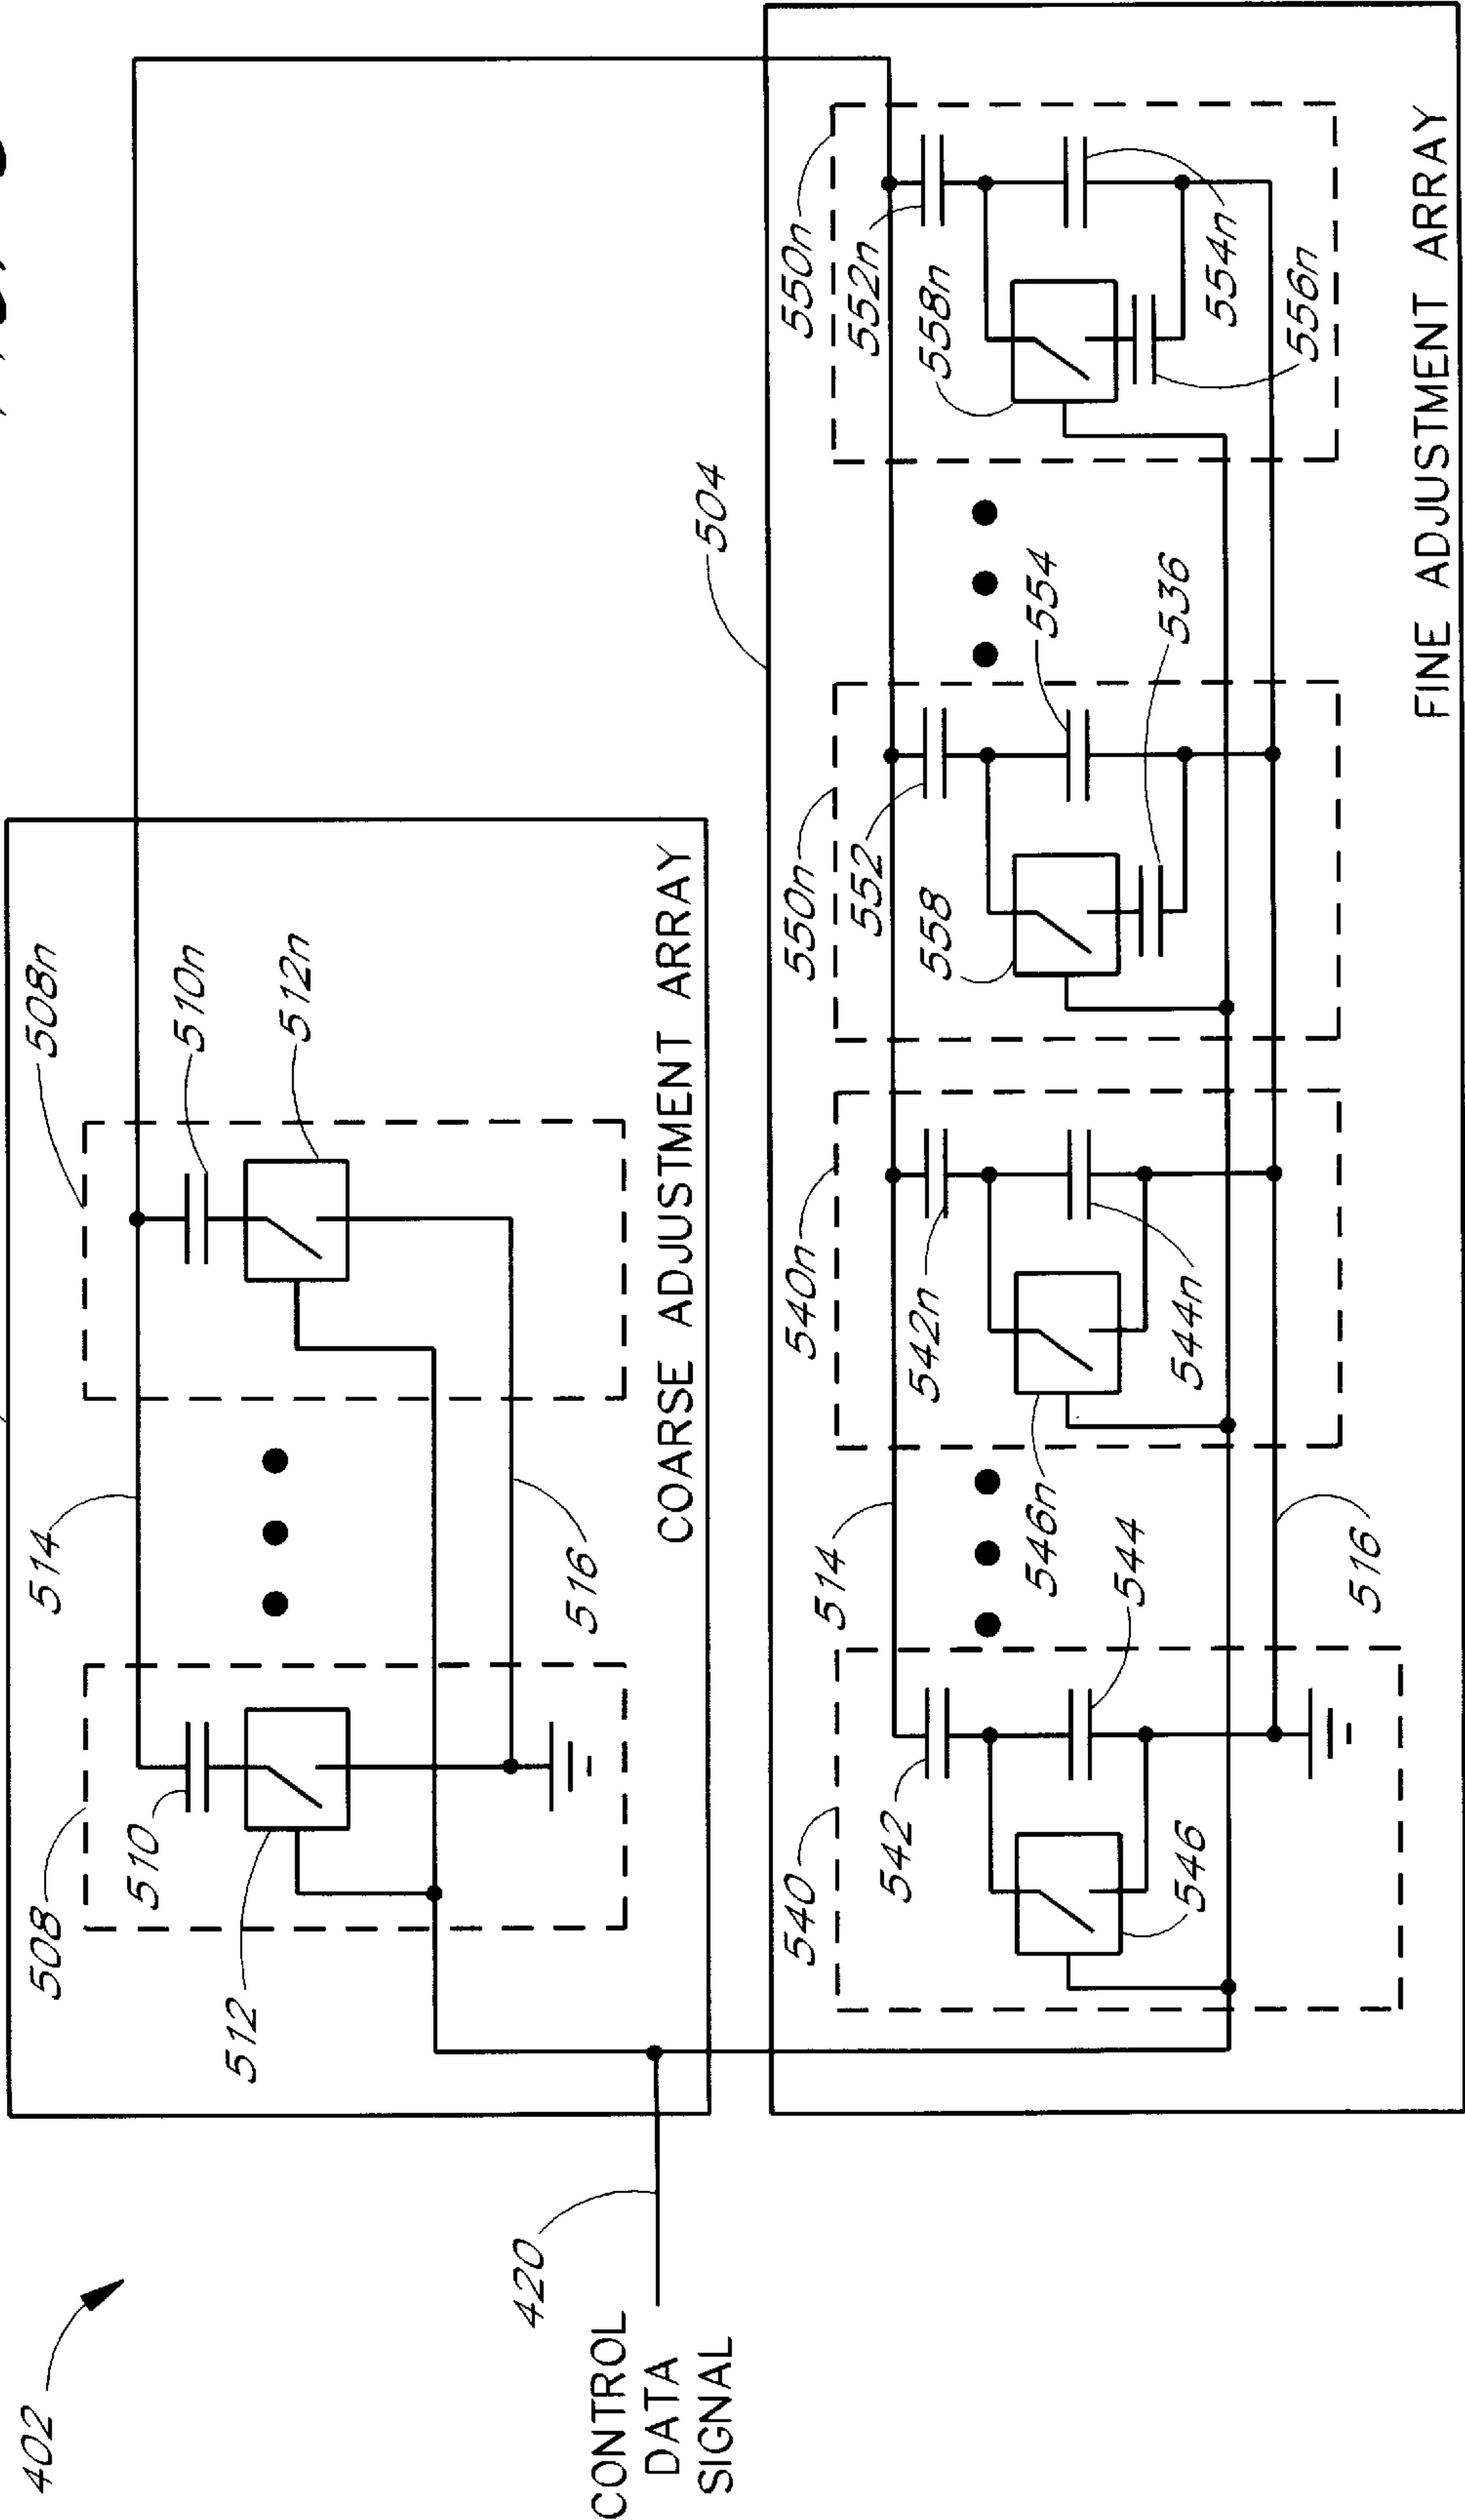 402
CONTROL
DATA
SIGNAL
420
508
514
508n
510
510n
512
512n
516
COARSE ADJUSTMENT ARRAY
504
540
514
540n
550n
550n
542
542n
552
552n
558
558n
546
544
546n
544n
554
536
554n
556n
516
FINE ADJUSTMENT ARRAY